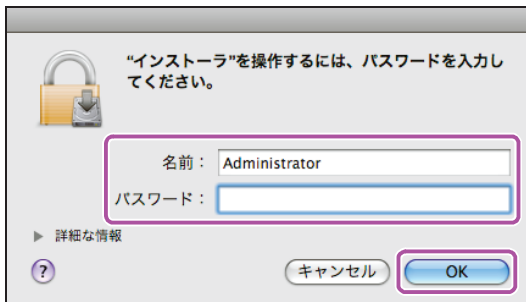 “インストーラ”を操作するには、パスワードを入力し
てください。
名前： Administrator
パスワード：
▶ 詳細な情報
?
キャンセル OK